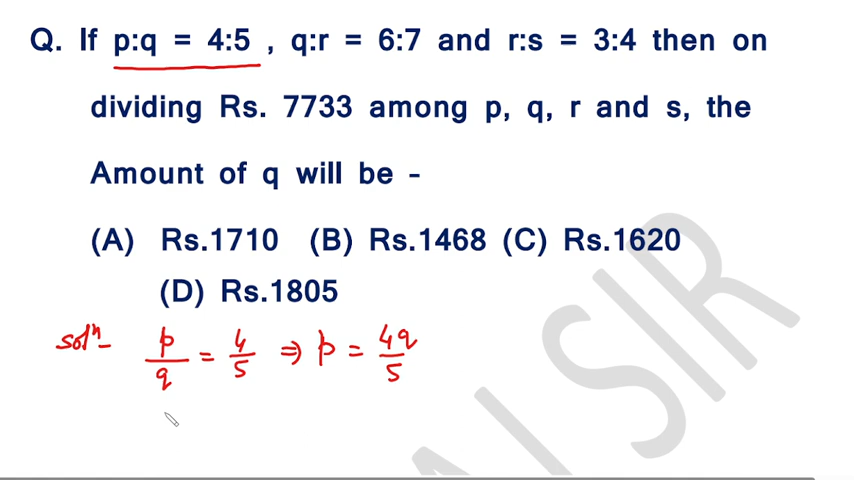 Q. If p:q = 4:5 , q:r = 6:7 and r:s = 3:4 then on
dividing Rs. 7733 among p, q, r and s, the
Amount of q will be -
(A) Rs.1710 (B) Rs.1468 (C) Rs.1620
(D) Rs.1805
solⁿ- p/q = 4/5 ⇒ p = 4q/5
SIR